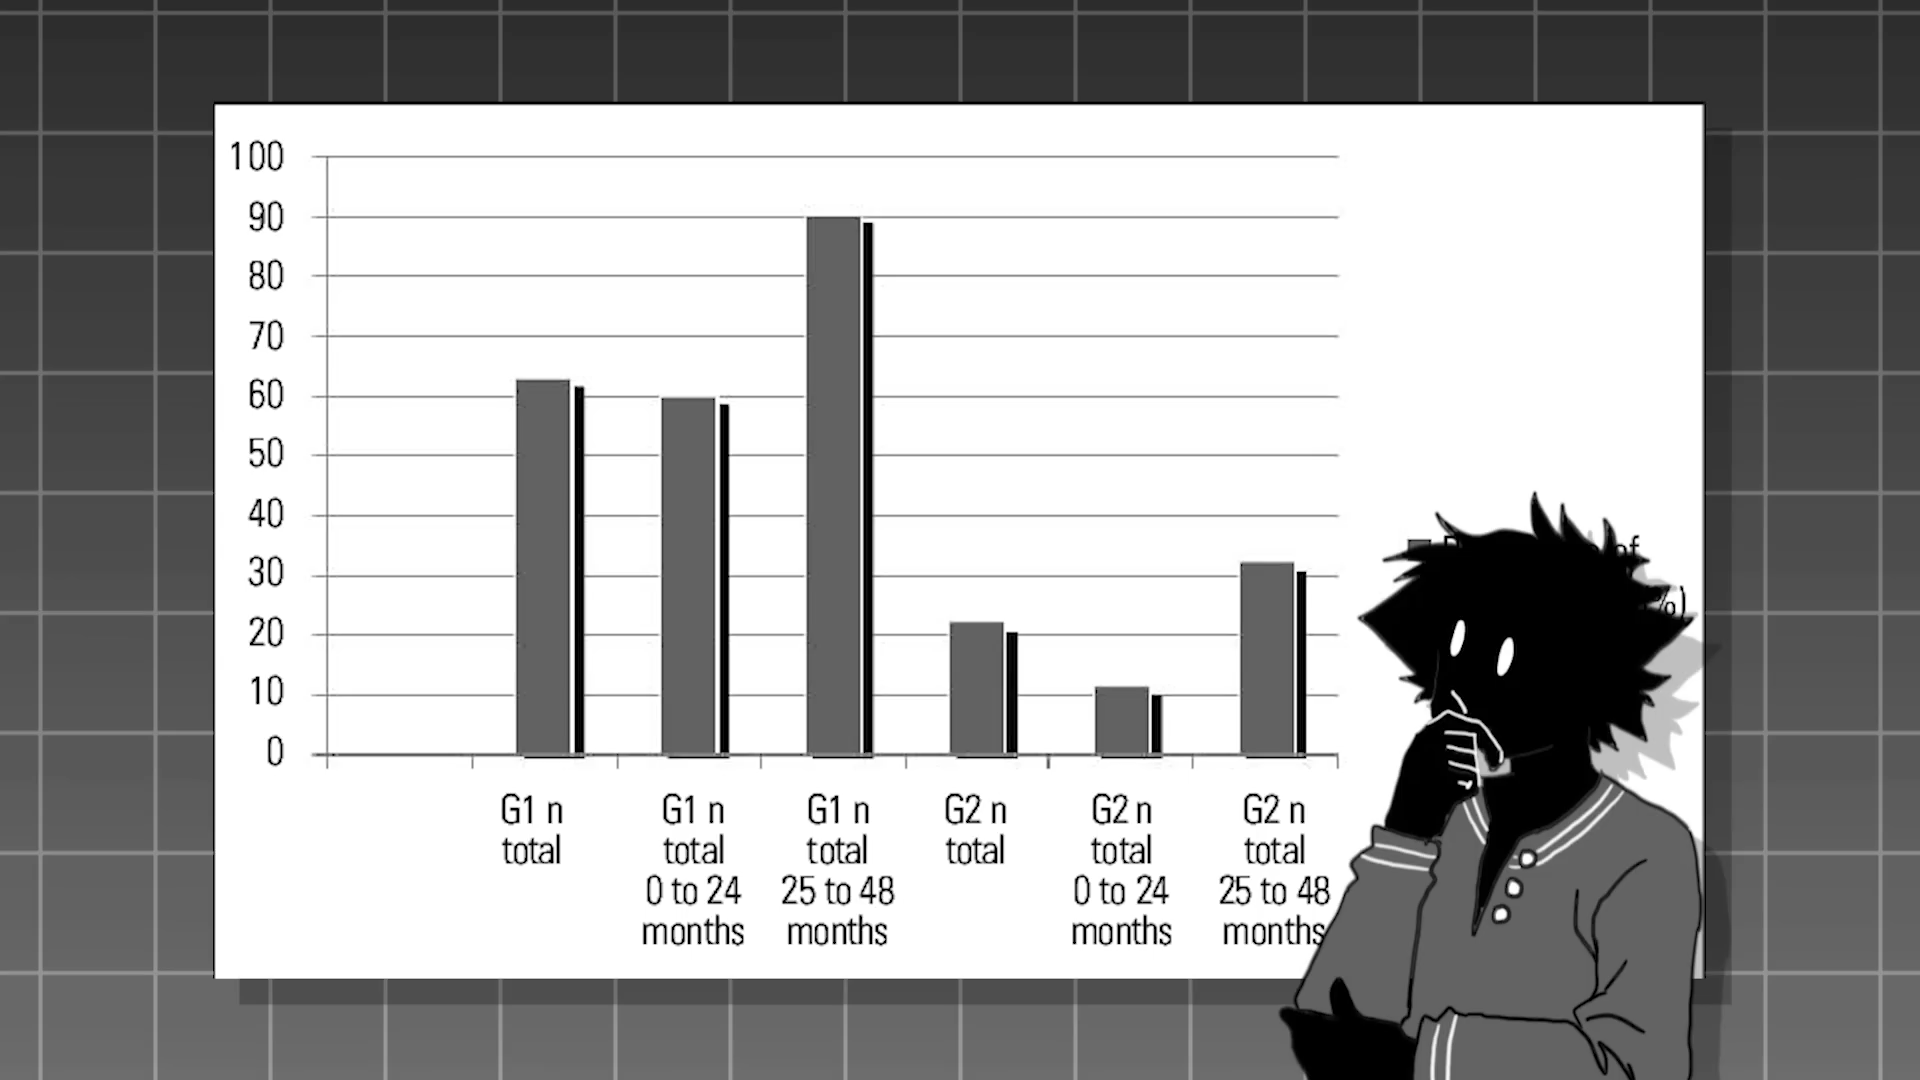 100
90
80
70
60
50
40
30
20
10
0
G1 n
total
G1 n
total
0 to 24
months
G1 n
total
25 to 48
months
G2 n
total
G2 n
total
0 to 24
months
G2 n
total
25 to 48
months
of
%)